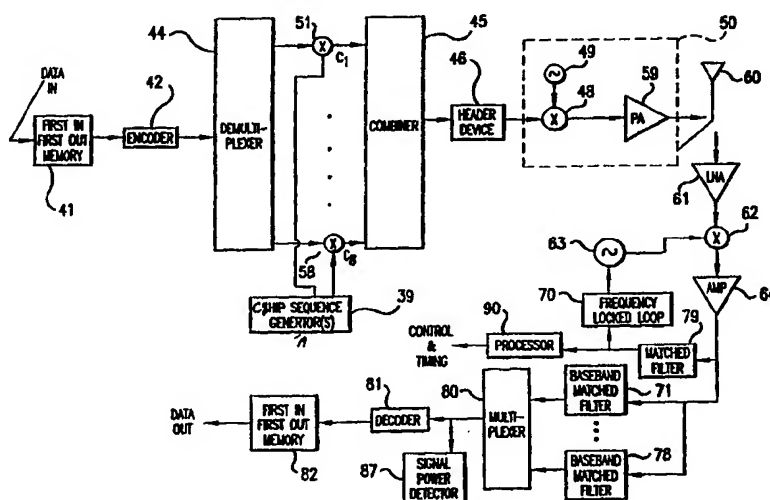 44
51
45
50
DATA
IN
42
X
C1
46
49
48
X
59
PA
60
FIRST IN
FIRST OUT
MEMORY
41
ENCODER
DEMULTI-
PLEXER
COMBINER
HEADER
DEVICE
LNA
61
62
X
63
58
X
C8
C,SHIP SEQUENCE
GENERTOR(S)
39
70
FREQUENCY
LOCKED LOOP
AMP
64
79
MATCHED
FILTER
90
PROCESSOR
CONTROL
&
TIMING
80
81
MULTI-
PLEXER
BASEBAND
MATCHED
FILTER
71
DATA
OUT
FIRST IN
FIRST OUT
MEMORY
82
DECODER
87
SIGNAL
POWER
DETECTOR
BASEBAND
MATCHED
FILTER
78